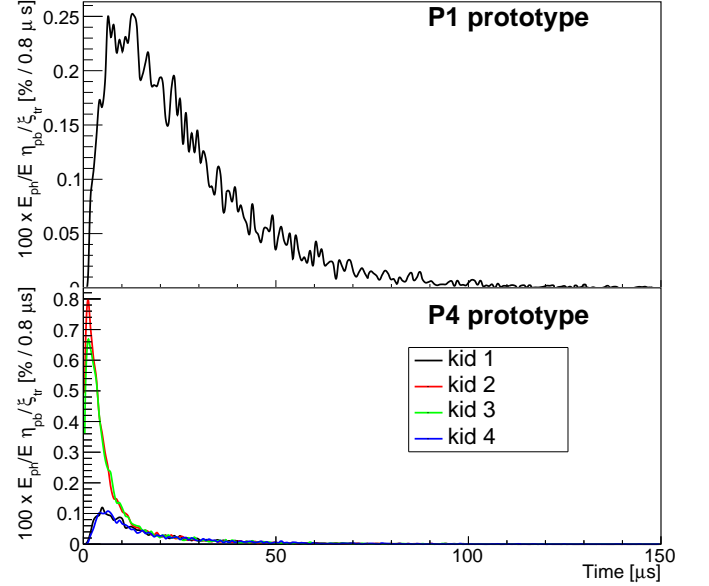 P1 prototype
100 x E_ph/E η_pb/ξ_tr [% / 0.8 μs]
0.25
0.2
0.15
0.1
0.05
0
P4 prototype
100 x E_ph/E η_pb/ξ_tr [% / 0.8 μs]
0.8
0.7
0.6
0.5
0.4
0.3
0.2
0.1
0
kid 1
kid 2
kid 3
kid 4
0 50 100 150
Time [μs]